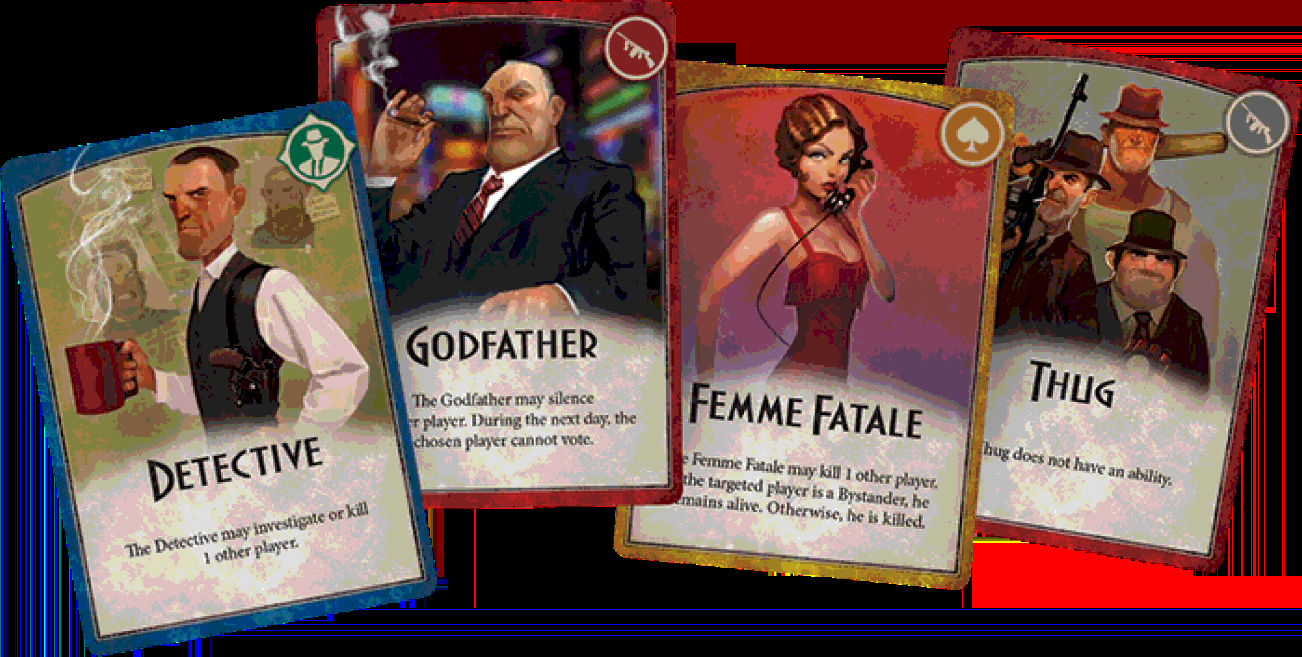 DETECTIVE
The Detective may investigate or kill
1 other player.
GODFATHER
The Godfather may silence
r player. During the next day, the
chosen player cannot vote.
FEMME FATALE
e Femme Fatale may kill 1 other player.
the targeted player is a Bystander, he
mains alive. Otherwise, he is killed.
THUG
hug does not have an ability.